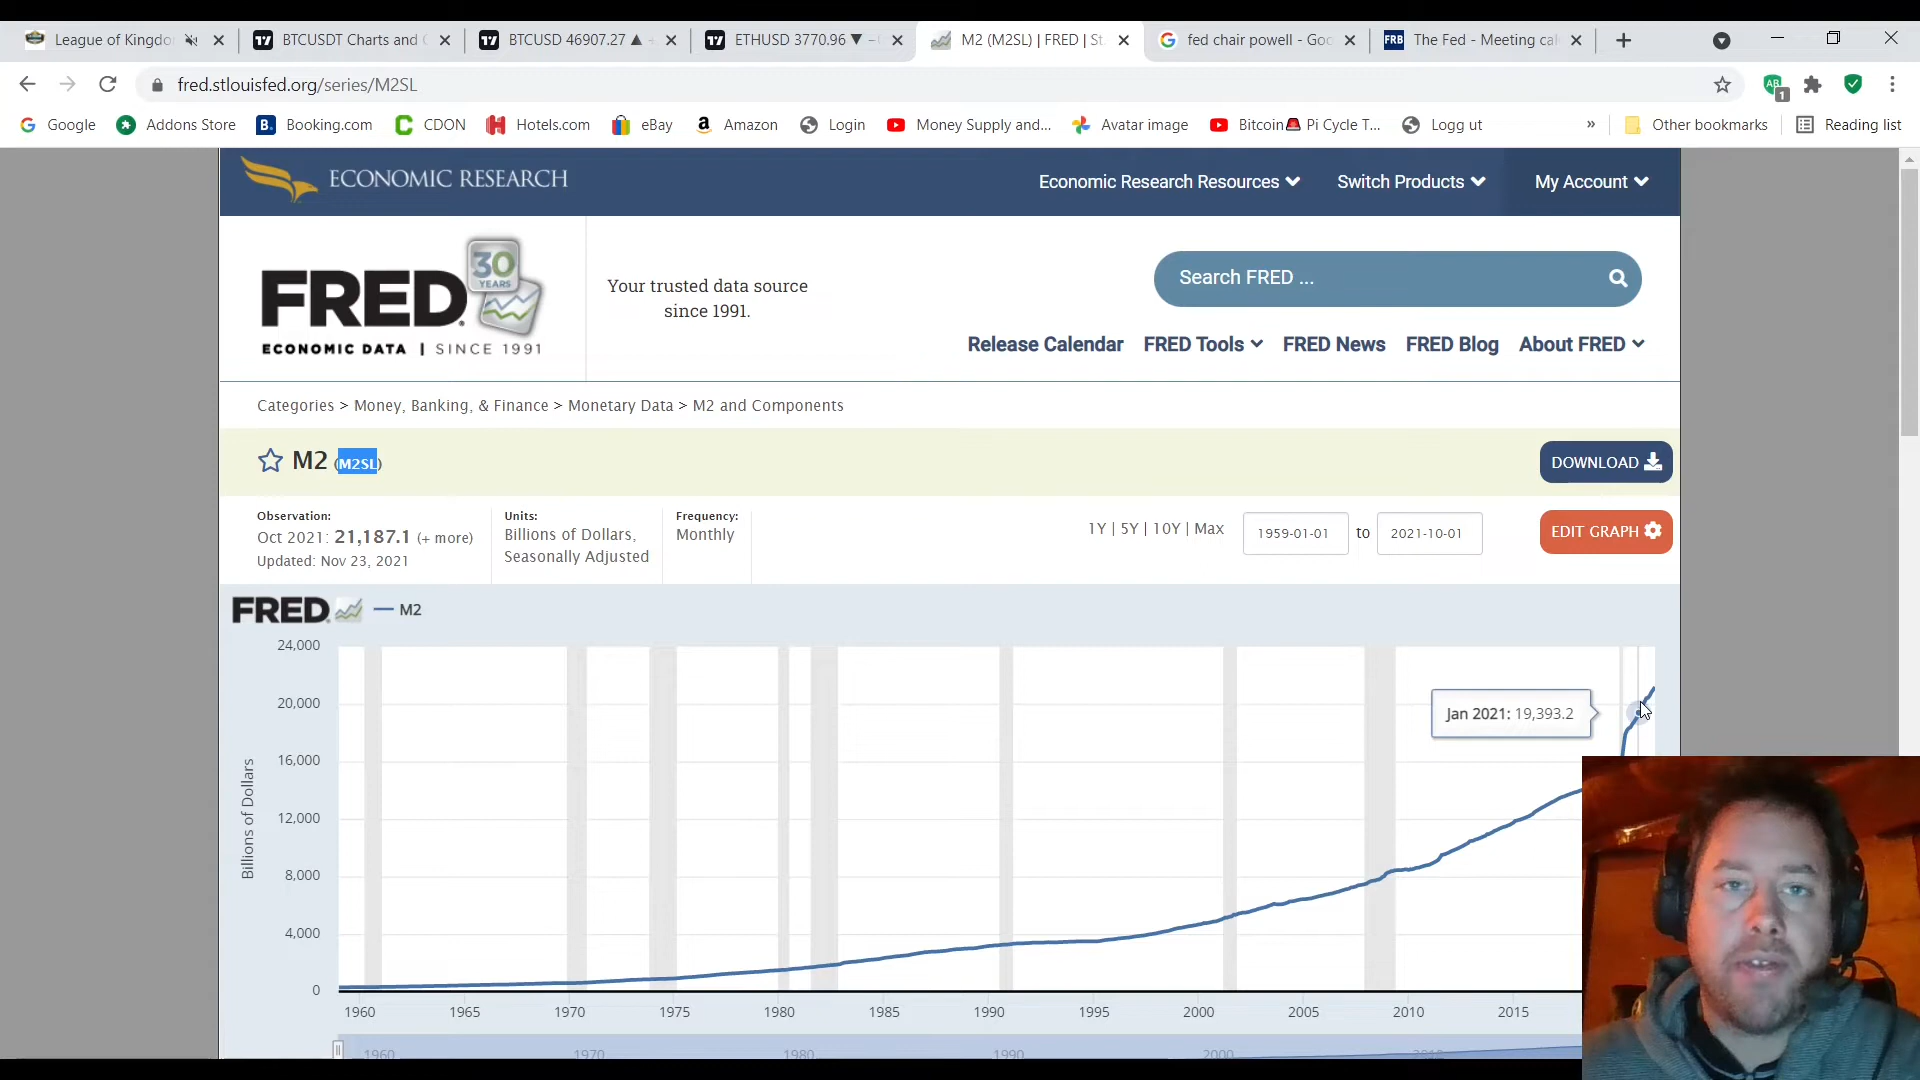 League of Kingdo
BTCUSDT Charts and
BTCUSD 46907.27 ▲
ETHUSD 3770.96 ▼ –
M2 (M2SL) | FRED | St.
fed chair powell - Goo
The Fed - Meeting cal
fred.stlouisfed.org/series/M2SL
Google
Addons Store
Booking.com
CDON
Hotels.com
eBay
Amazon
Login
Money Supply and...
Avatar image
Bitcoin🚨 Pi Cycle T...
Logg ut
»
Other bookmarks
Reading list
ECONOMIC RESEARCH
Economic Research Resources
Switch Products
My Account
30
YEARS
FRED
ECONOMIC DATA | SINCE 1991
Your trusted data source
since 1991.
Search FRED ...
Release Calendar
FRED Tools
FRED News
FRED Blog
About FRED
Categories > Money, Banking, & Finance > Monetary Data > M2 and Components
M2 (M2SL)
DOWNLOAD
Observation:
Oct 2021: 21,187.1 (+ more)
Updated: Nov 23, 2021
Units:
Billions of Dollars,
Seasonally Adjusted
Frequency:
Monthly
1Y | 5Y | 10Y | Max
1959-01-01 to 2021-10-01
EDIT GRAPH
FRED
M2
24,000
20,000
16,000
12,000
8,000
4,000
0
Billions of Dollars
Jan 2021: 19,393.2
1960 1965 1970 1975 1980 1985 1990 1995 2000 2005 2010 2015
1960 1970 1980 1990 2000 2010